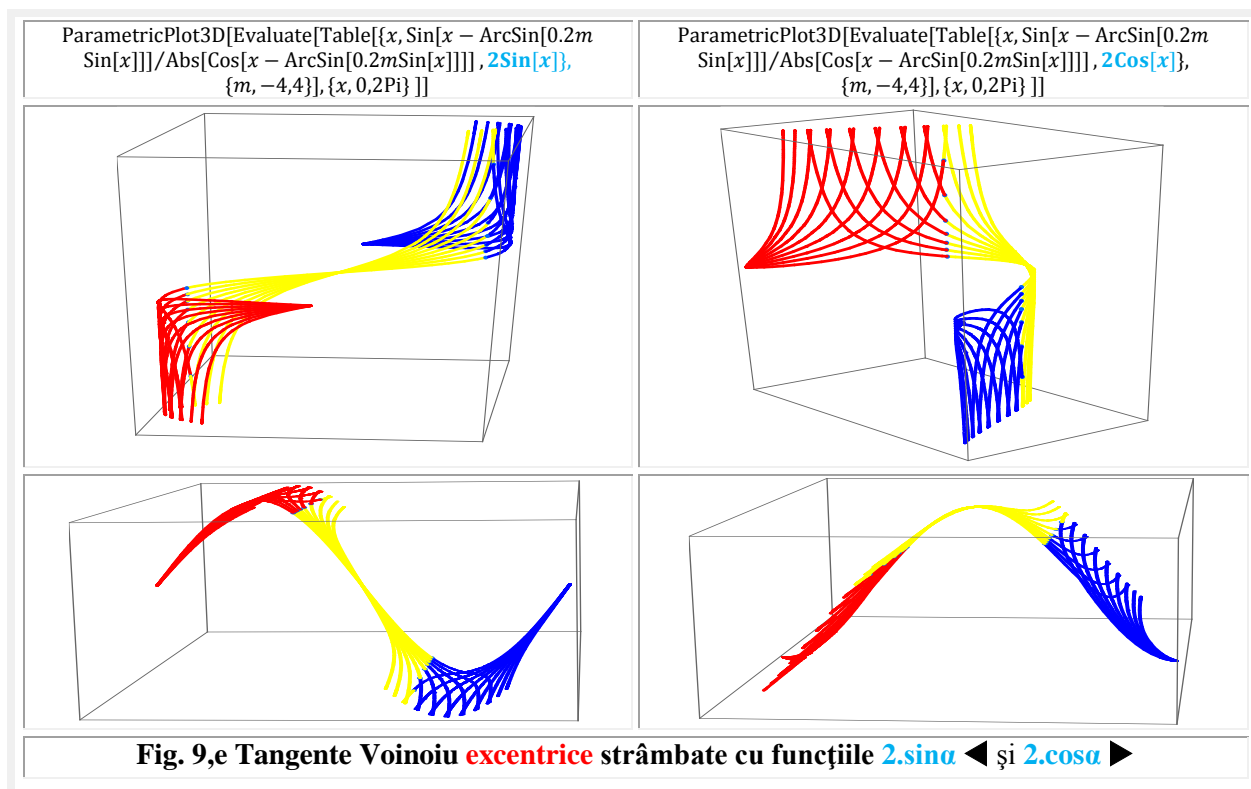 ParametricPlot3D[Evaluate[Table[{x, Sin[x − ArcSin[0.2m
Sin[x]]]/Abs[Cos[x − ArcSin[0.2mSin[x]]]] , 2Sin[x]},
{m, −4,4}], {x, 0,2Pi} ]]
ParametricPlot3D[Evaluate[Table[{x, Sin[x − ArcSin[0.2m
Sin[x]]]/Abs[Cos[x − ArcSin[0.2mSin[x]]]] , 2Cos[x]},
{m, −4,4}], {x, 0,2Pi} ]]
Fig. 9,e Tangente Voinoiu excentrice strâmbate cu funcţiile 2.sinα ◄ şi 2.cosα ►